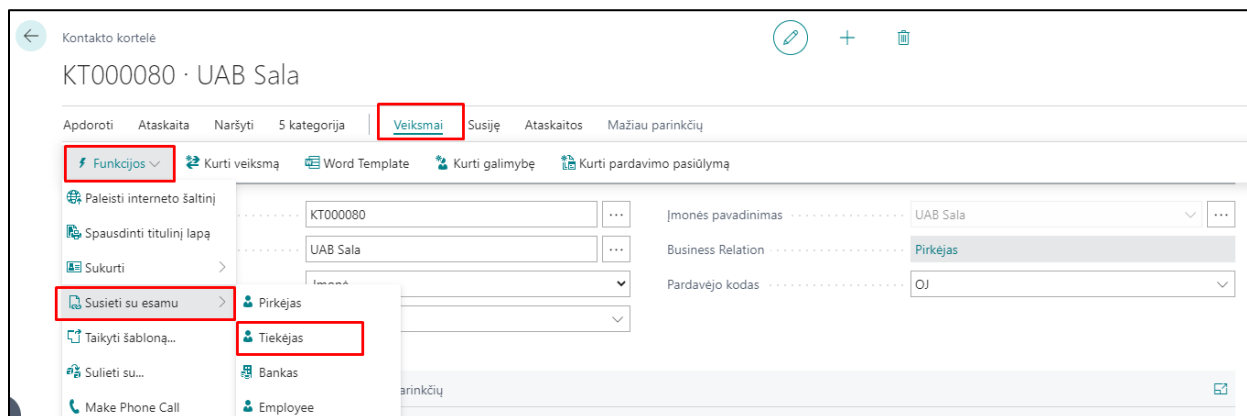 Kontakto kortelė
KT000080 · UAB Sala
Apdoroti Ataskaita Naršyti 5 kategorija Veiksmai Susiję Ataskaitos Mažiau parinkčių
Funkcijos Kurti veiksmą Word Template Kurti galimybę Kurti pardavimo pasiūlymą
Paleisti interneto šaltinį
KT000080
Įmonės pavadinimas
UAB Sala
Spausdinti titulinį lapą
UAB Sala
Business Relation
Pirkėjas
Sukurti
Įmonė
Pardavėjo kodas
OJ
Susieti su esamu
Pirkėjas
Taikyti šabloną...
Tiekėjas
Sulieti su...
Bankas
arinkčių
Make Phone Call
Employee